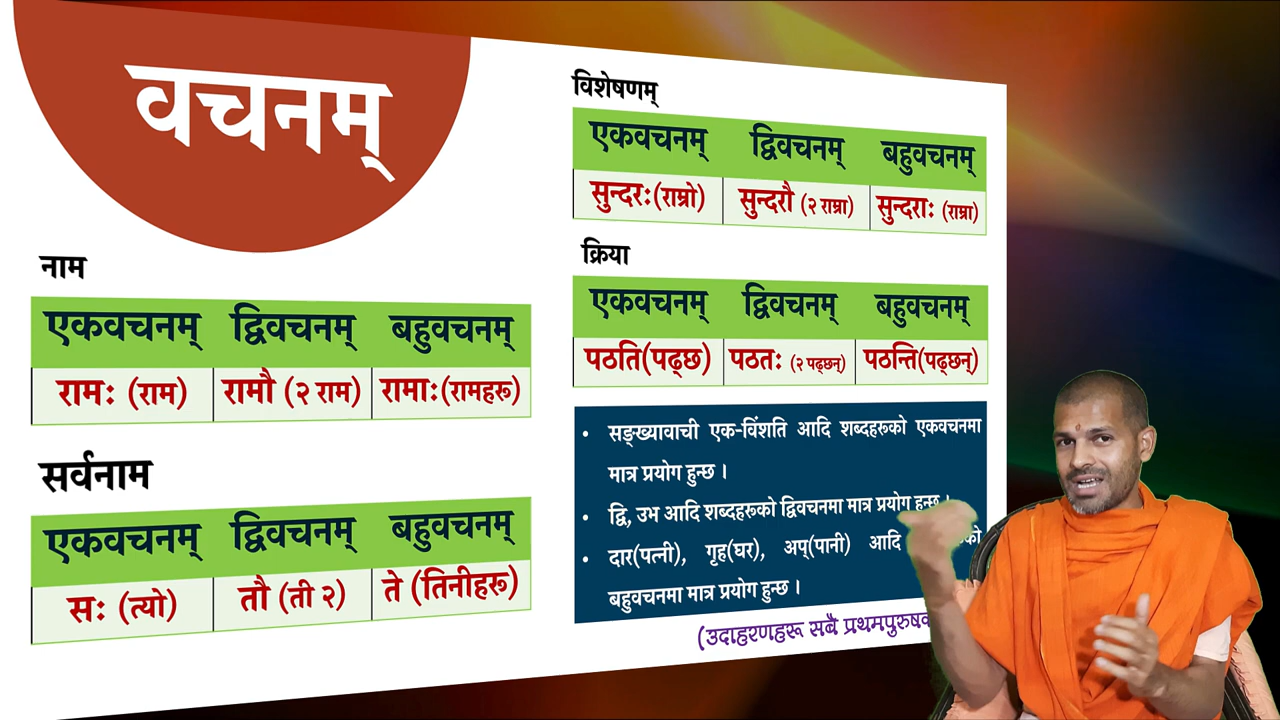 वचनम्
नाम
एकवचनम् द्विवचनम् बहुवचनम्
रामः (राम) रामौ (२ राम) रामाः(रामहरू)
सर्वनाम
एकवचनम् द्विवचनम् बहुवचनम्
सः (त्यो) तौ (ती २) ते (तिनीहरू)
विशेषणम्
एकवचनम् द्विवचनम् बहुवचनम्
सुन्दरः(राम्रो) सुन्दरौ (२ राम्रा) सुन्दराः (राम्रा)
क्रिया
एकवचनम् द्विवचनम् बहुवचनम्
पठति(पढ्छ) पठतः (२ पढ्छन्) पठन्ति(पढ्छन्)
• सङ्ख्यावाची एक-विंशति आदि शब्दहरूको एकवचनमा
मात्र प्रयोग हुन्छ ।
• द्वि, उभ आदि शब्दहरूको द्विवचनमा मात्र प्रयोग हुन्छ ।
• दार(पत्नी), गृह(घर), अप्(पानी) आदि
बहुवचनमा मात्र प्रयोग हुन्छ ।
(उदाहरणहरू सबै